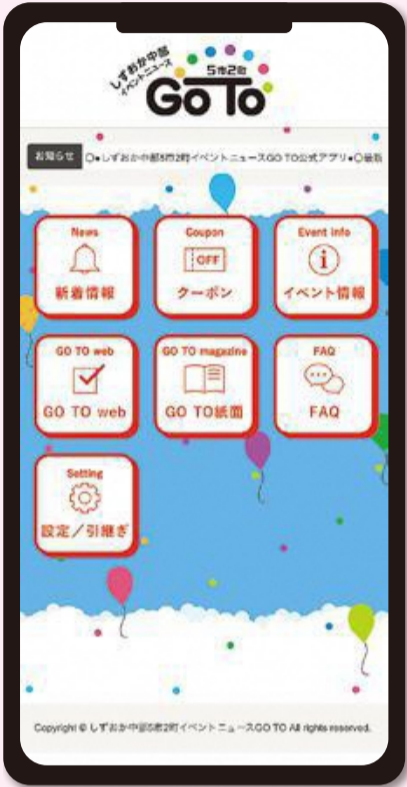 しずおか中部
イベントニュース
5市2町
GO TO
お知らせ
○●しずおか中部5市2町イベントニュースGO TO公式アプリ●○最新
News
新着情報
Coupon
OFF
クーポン
Event info
i
イベント情報
GO TO web
GO TO web
GO TO magazine
GO TO紙面
FAQ
FAQ
Setting
設定／引継ぎ
Copyright © しずおか中部5市2町イベントニュースGO TO All rights reserved.